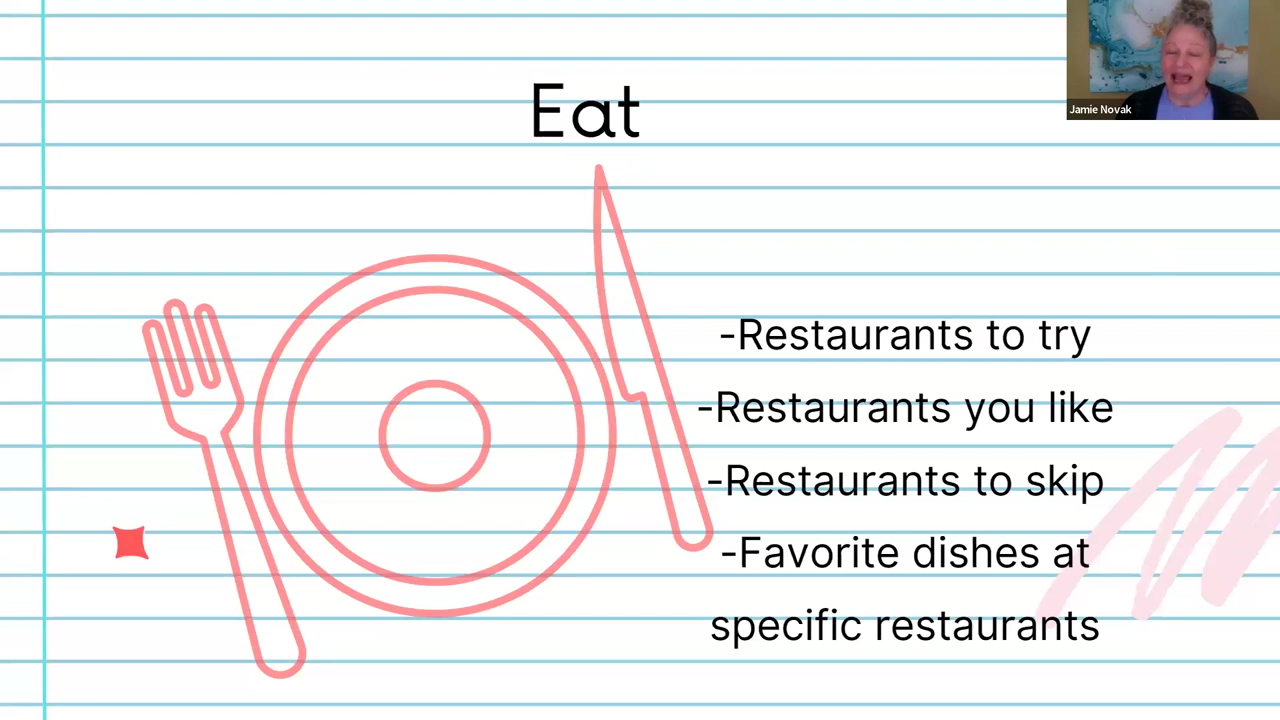 Jamie Novak
Eat
-Restaurants to try
-Restaurants you like
-Restaurants to skip
-Favorite dishes at
specific restaurants